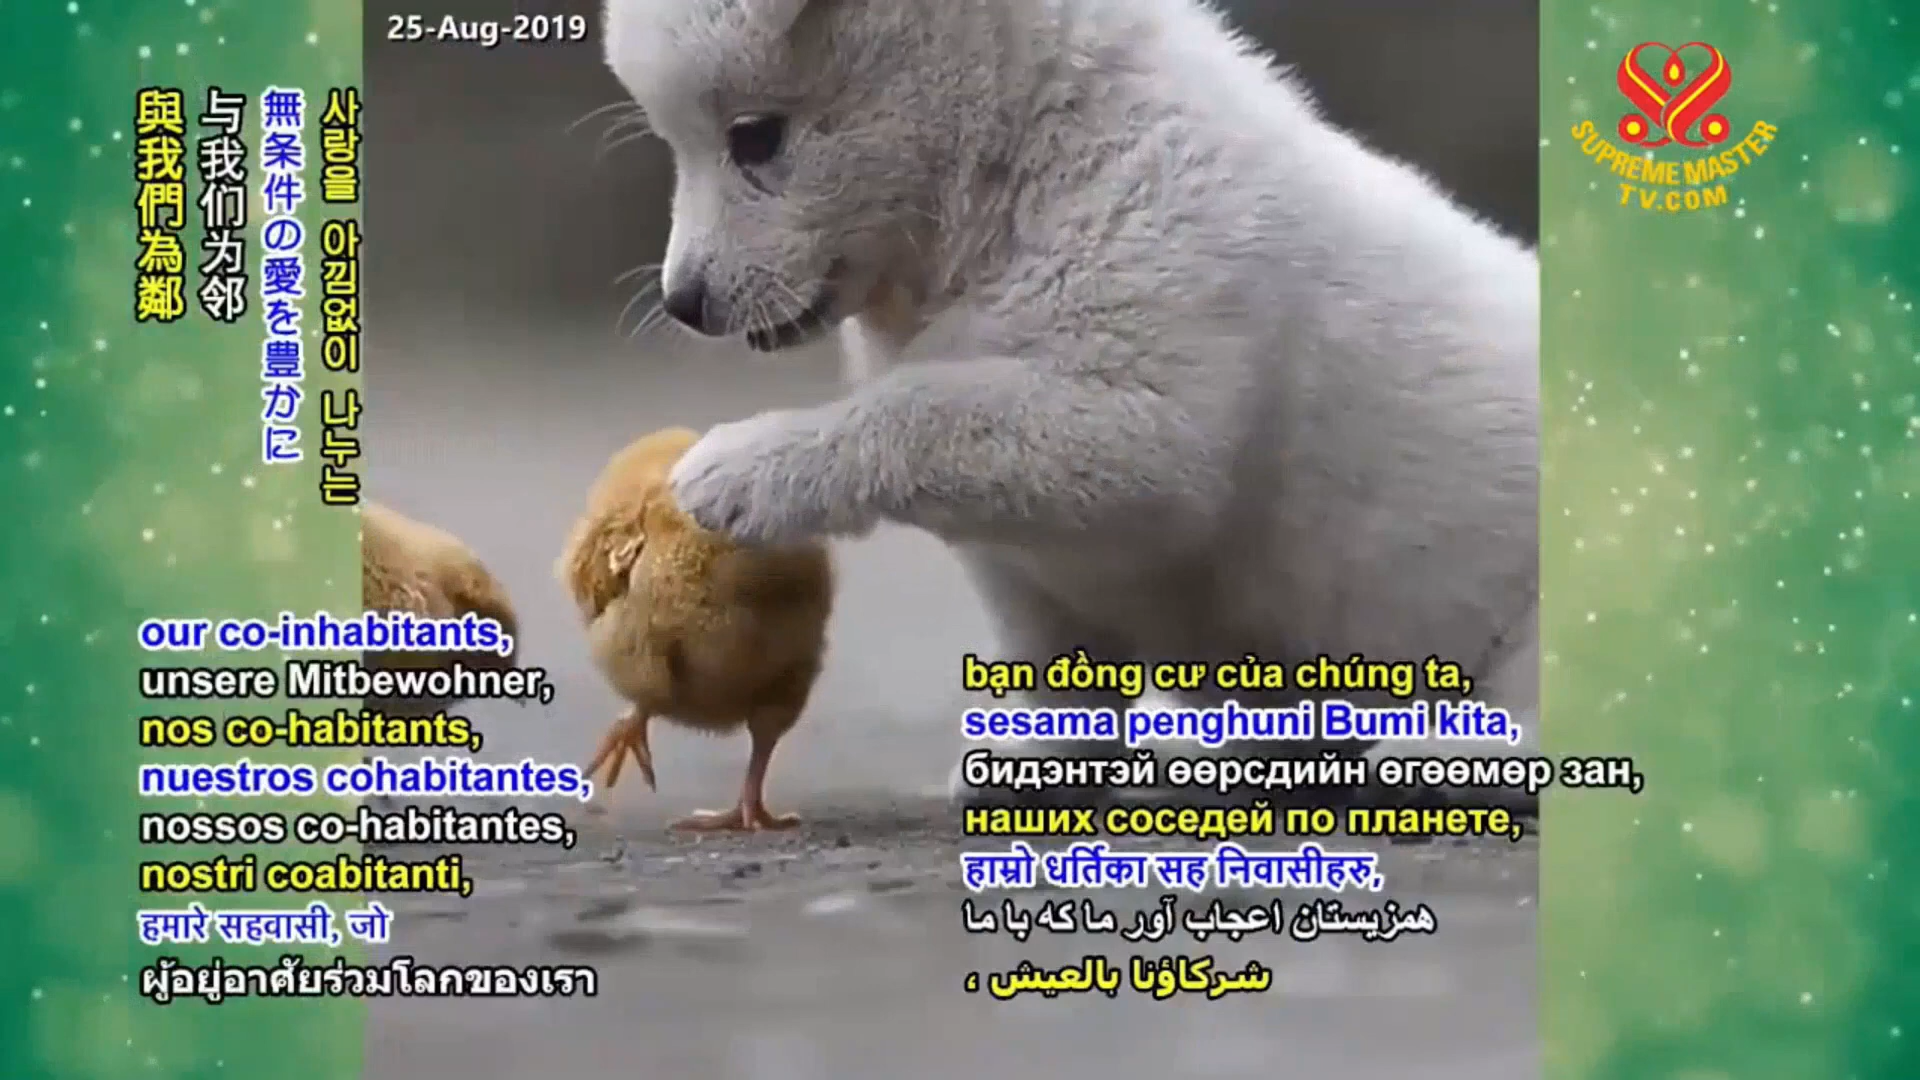 25-Aug-2019
SUPREME MASTER
TV.COM
與我們為鄰
与我们为邻
無条件の愛を豊かに
사랑을 아낌없이 나누는
our co-inhabitants,
unsere Mitbewohner,
nos co-habitants,
nuestros cohabitantes,
nossos co-habitantes,
nostri coabitanti,
हमारे सहवासी, जो
ผู้อยู่อาศัยร่วมโลกของเรา
bạn đồng cư của chúng ta,
sesama penghuni Bumi kita,
бидэнтэй өөрсдийн өгөөмөр зан,
наших соседей по планете,
हाम्रो धर्तिका सह निवासीहरु,
همزیستان اعجاب آور ما که با ما
شركاؤنا بالعيش ،